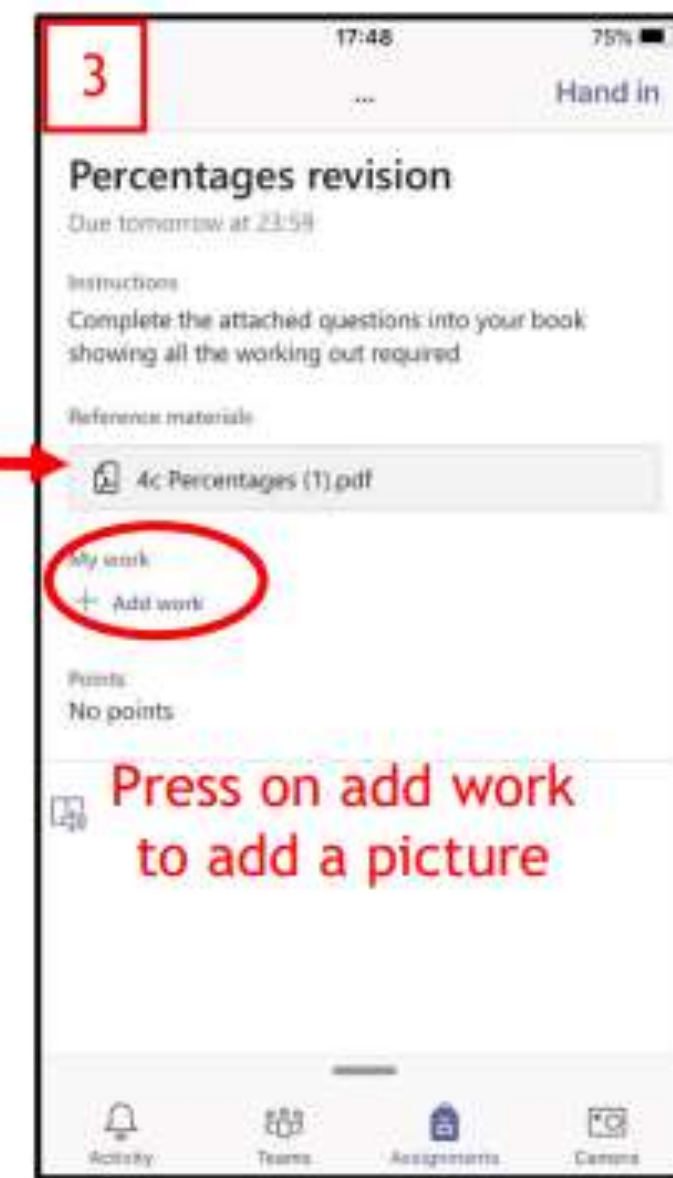 3
17:48
75%
...
Hand in
Percentages revision
Due tomorrow at 23:59
Instructions
Complete the attached questions into your book
showing all the working out required
Reference materials
4c Percentages (1).pdf
My work
+ Add work
Points
No points
Press on add work
to add a picture
Activity
Teams
Assignments
Camera